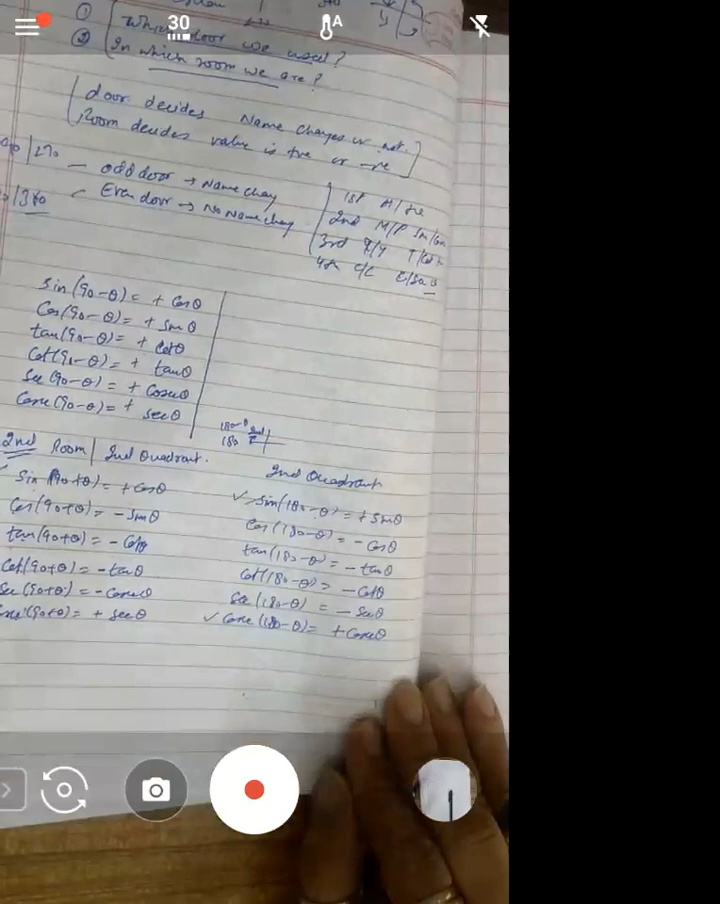 30
A
① Which door we used?
② In which room we are?
door decides Name changes or not.
Room decides value is +ve or -ve
90/270 - odd door → Name chang
/360 - Even door → No Name chang
1st A/+ve
2nd M/P Sin/Cosec
3rd T/Cot
4th C/C C/Sec
sin(90-θ) = + cosθ
cos(90-θ) = + sinθ
tan(90-θ) = + cotθ
cot(90-θ) = + tanθ
sec(90-θ) = + cosecθ
cosec(90-θ) = + secθ
180-θ 2nd
180
2nd Room | 2nd Quadrant.
sin(90+θ) = +cosθ
cos(90+θ) = -sinθ
tan(90+θ) = -cotθ
cot(90+θ) = -tanθ
sec(90+θ) = -cosecθ
cosec(90+θ) = + secθ
2nd Quadrant
✓ sin(180-θ) = + sinθ
cos(180-θ) = - cosθ
tan(180-θ) = - tanθ
cot(180-θ) = - cotθ
sec(180-θ) = - secθ
✓ cosec(180-θ) = + cosecθ